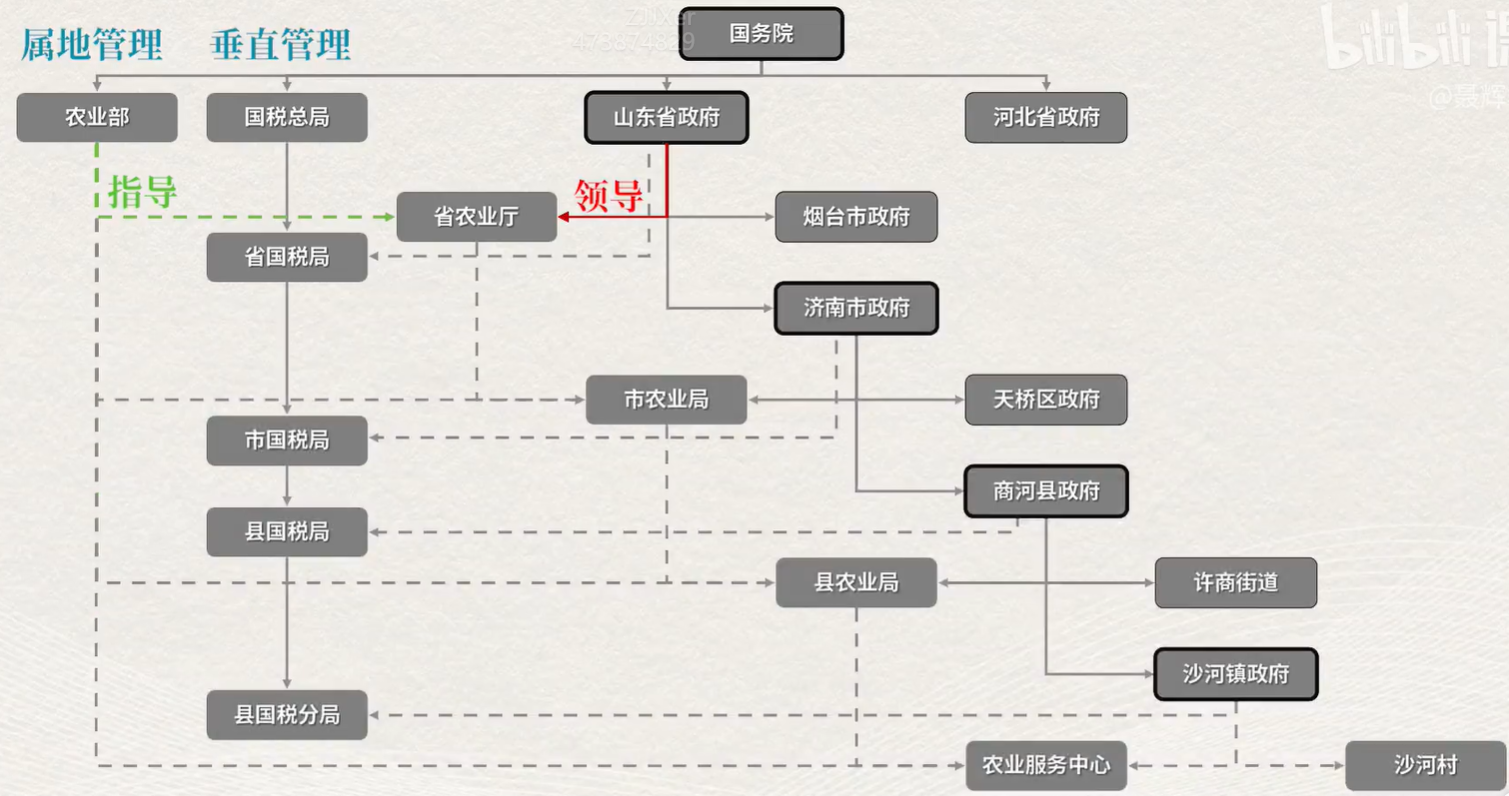 属地管理 垂直管理
Zluxer
475674829
国务院
bilibili
@聂辉
农业部
国税总局
山东省政府
河北省政府
指导
领导
省农业厅
烟台市政府
省国税局
济南市政府
市农业局
天桥区政府
市国税局
商河县政府
县国税局
县农业局
许商街道
沙河镇政府
县国税分局
农业服务中心
沙河村